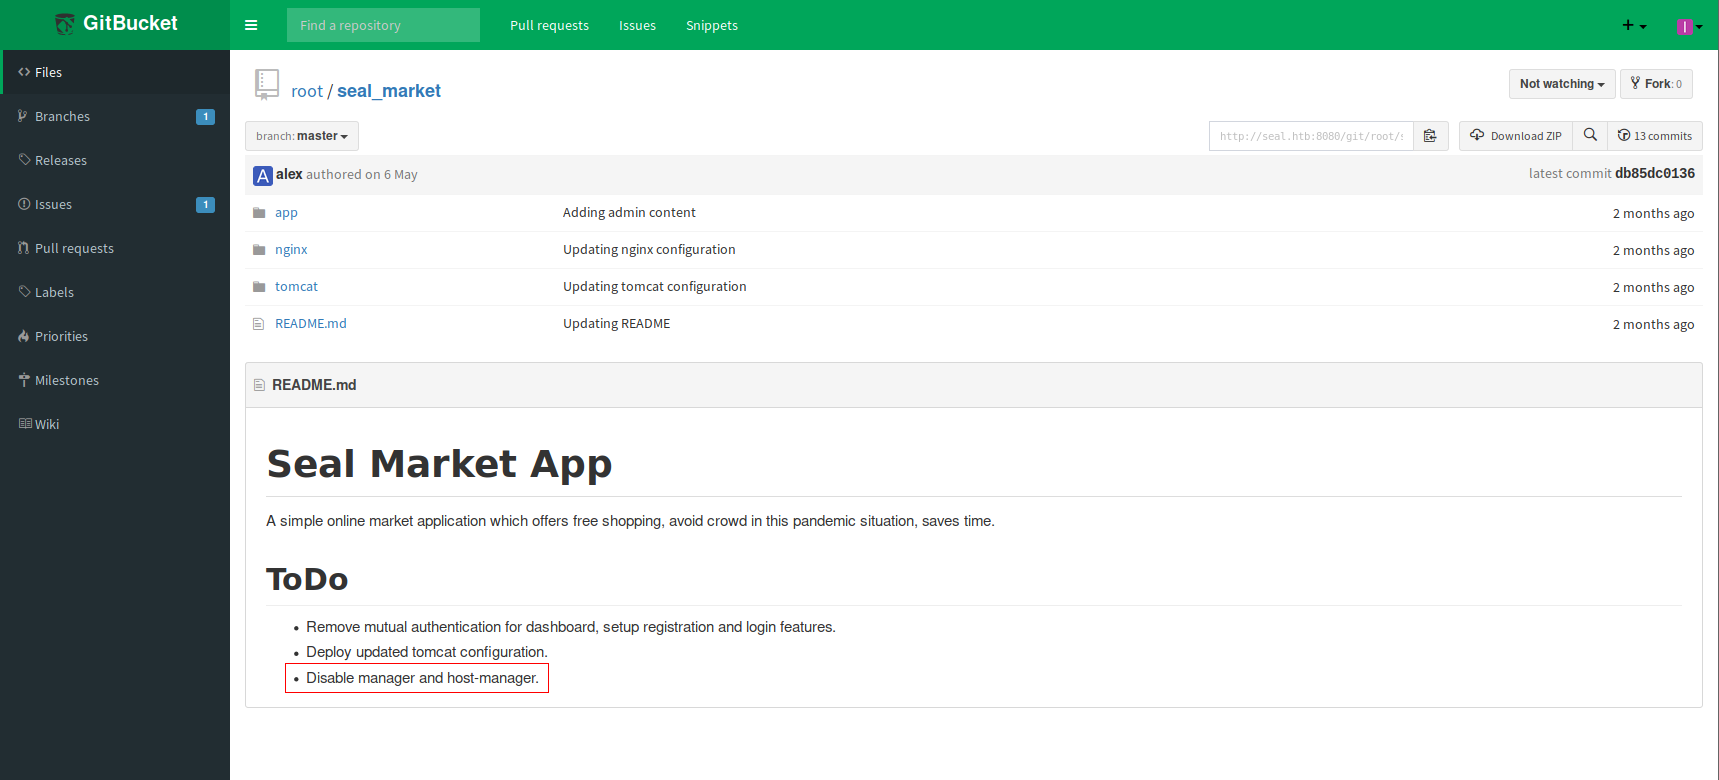 GitBucket
Find a repository
Pull requests
Issues
Snippets
Files
Branches 1
Releases
Issues 1
Pull requests
Labels
Priorities
Milestones
Wiki
root / seal_market
Not watching
Fork: 0
branch: master
http://seal.htb:8080/git/root/s
Download ZIP
13 commits
A alex authored on 6 May
latest commit db85dc0136
app Adding admin content 2 months ago
nginx Updating nginx configuration 2 months ago
tomcat Updating tomcat configuration 2 months ago
README.md Updating README 2 months ago
README.md
Seal Market App
A simple online market application which offers free shopping, avoid crowd in this pandemic situation, saves time.
ToDo
• Remove mutual authentication for dashboard, setup registration and login features.
• Deploy updated tomcat configuration.
• Disable manager and host-manager.